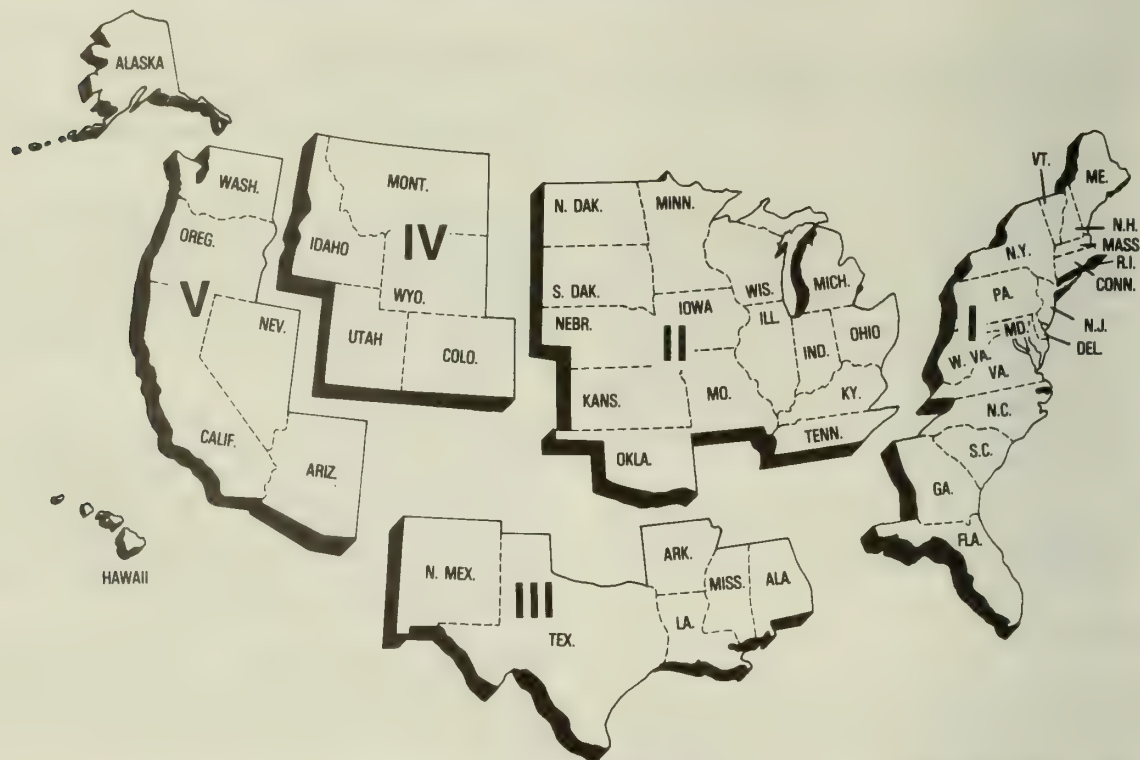 ALASKA
WASH.
OREG.
V
NEV.
CALIF.
ARIZ.
HAWAII
MONT.
IV
IDAHO
WYO.
UTAH
COLO.
N. DAK.
MINN.
S. DAK.
WIS.
MICH.
NEBR.
IOWA
II
ILL
IND.
OHIO
KANS.
MO.
KY.
TENN.
OKLA.
N. MEX.
III
TEX.
ARK.
LA.
MISS.
ALA.
VT.
ME.
N.H.
MASS
R.I.
CONN.
N.Y.
PA.
I
N.J.
MD.
DEL.
W. VA.
VA.
N.C.
S.C.
GA.
FLA.